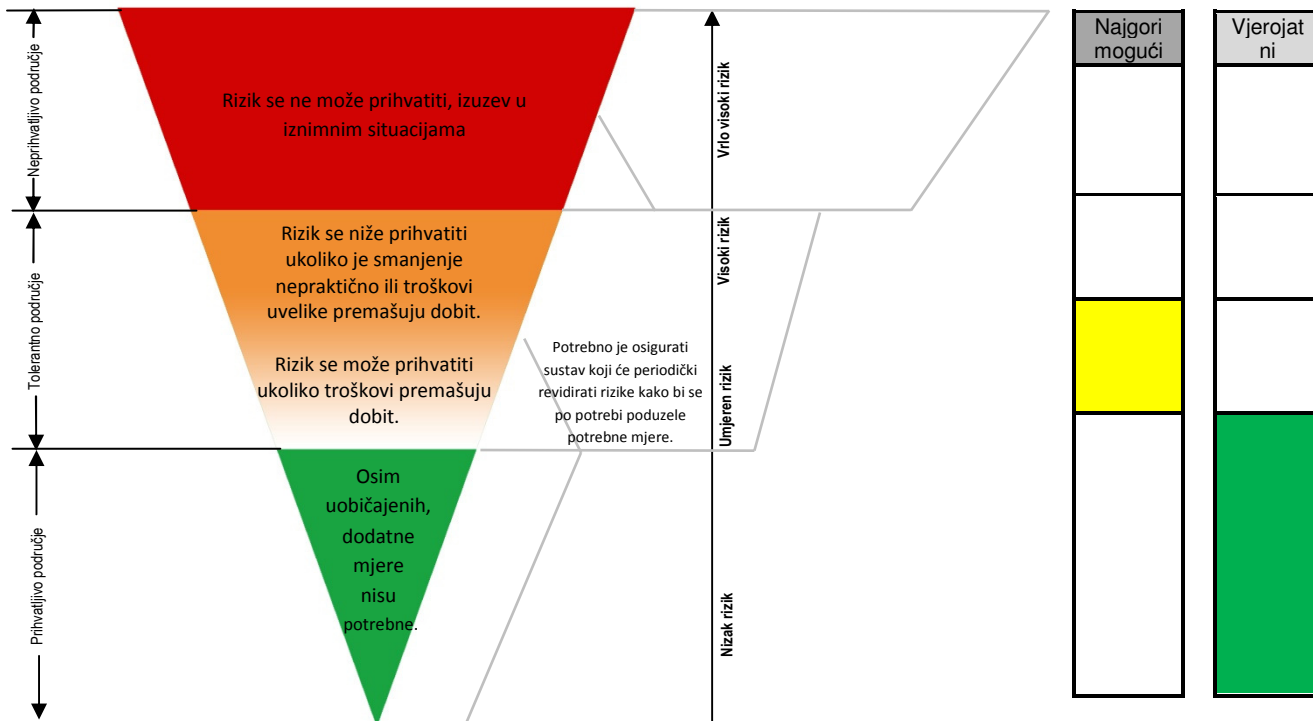 Neprihvatljivo područje
Rizik se ne može prihvatiti, izuzev u
iznimnim situacijama
Vrlo visoki rizik
Najgori
mogući
Vjerojat
ni
Tolerantno područje
Rizik se niže prihvatiti
ukoliko je smanjenje
nepraktično ili troškovi
uvelike premašuju dobit.
Rizik se može prihvatiti
ukoliko troškovi premašuju
dobit.
Potrebno je osigurati
sustav koji će periodički
revidirati rizike kako bi se
po potrebi poduzele
potrebne mjere.
Visoki rizik
Umjeren rizik
Prihvatljivo područje
Osim
uobičajenih,
dodatne
mjere
nisu
potrebne.
Nizak rizik